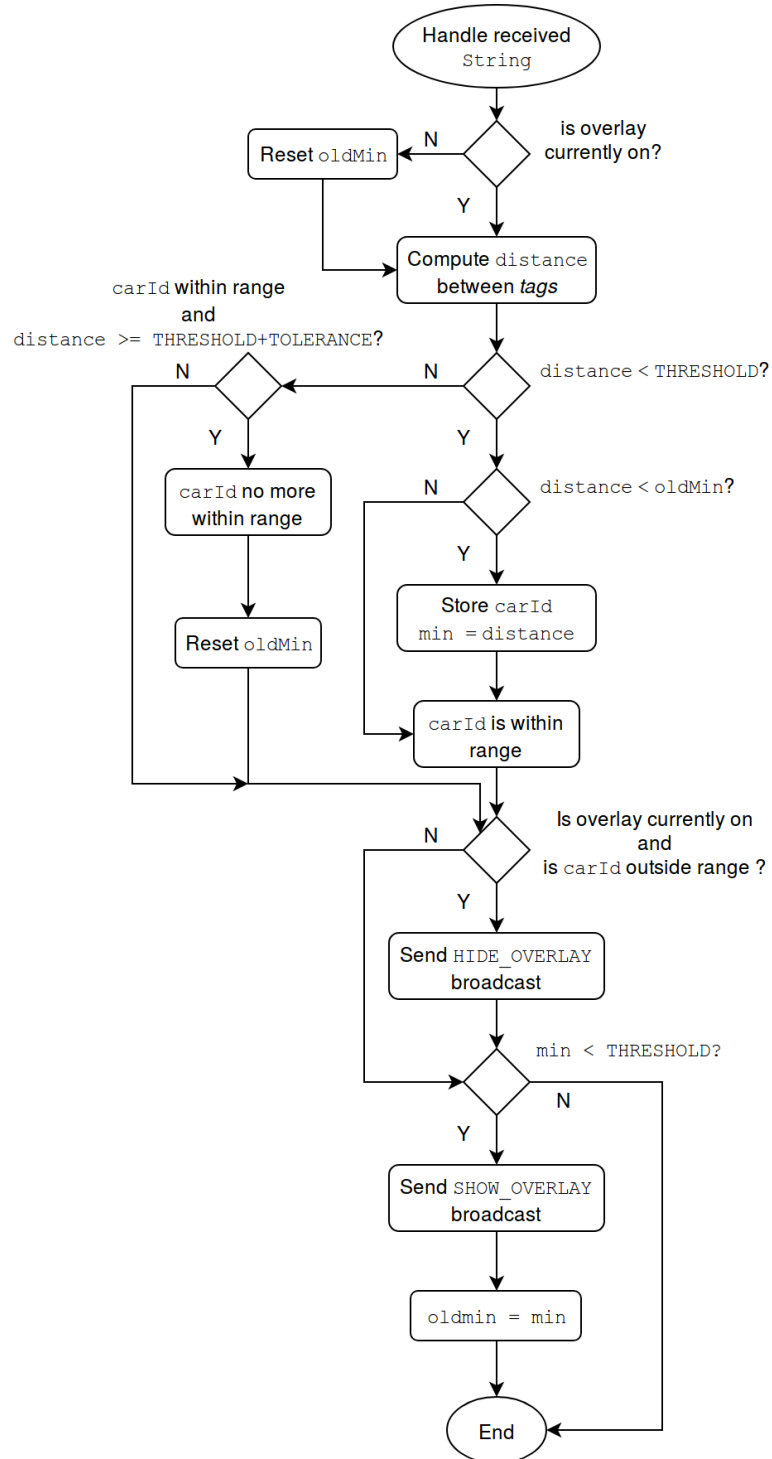 Handle received
String
is overlay
currently on?
N
Reset oldMin
Y
Compute distance
between tags
carId within range
and
distance >= THRESHOLD+TOLERANCE?
N
N
distance < THRESHOLD?
Y
Y
carId no more
within range
N
distance < oldMin?
Y
Store carId
min = distance
Reset oldMin
carId is within
range
Is overlay currently on
and
is carId outside range ?
N
Y
Send HIDE_OVERLAY
broadcast
min < THRESHOLD?
N
Y
Send SHOW_OVERLAY
broadcast
oldmin = min
End